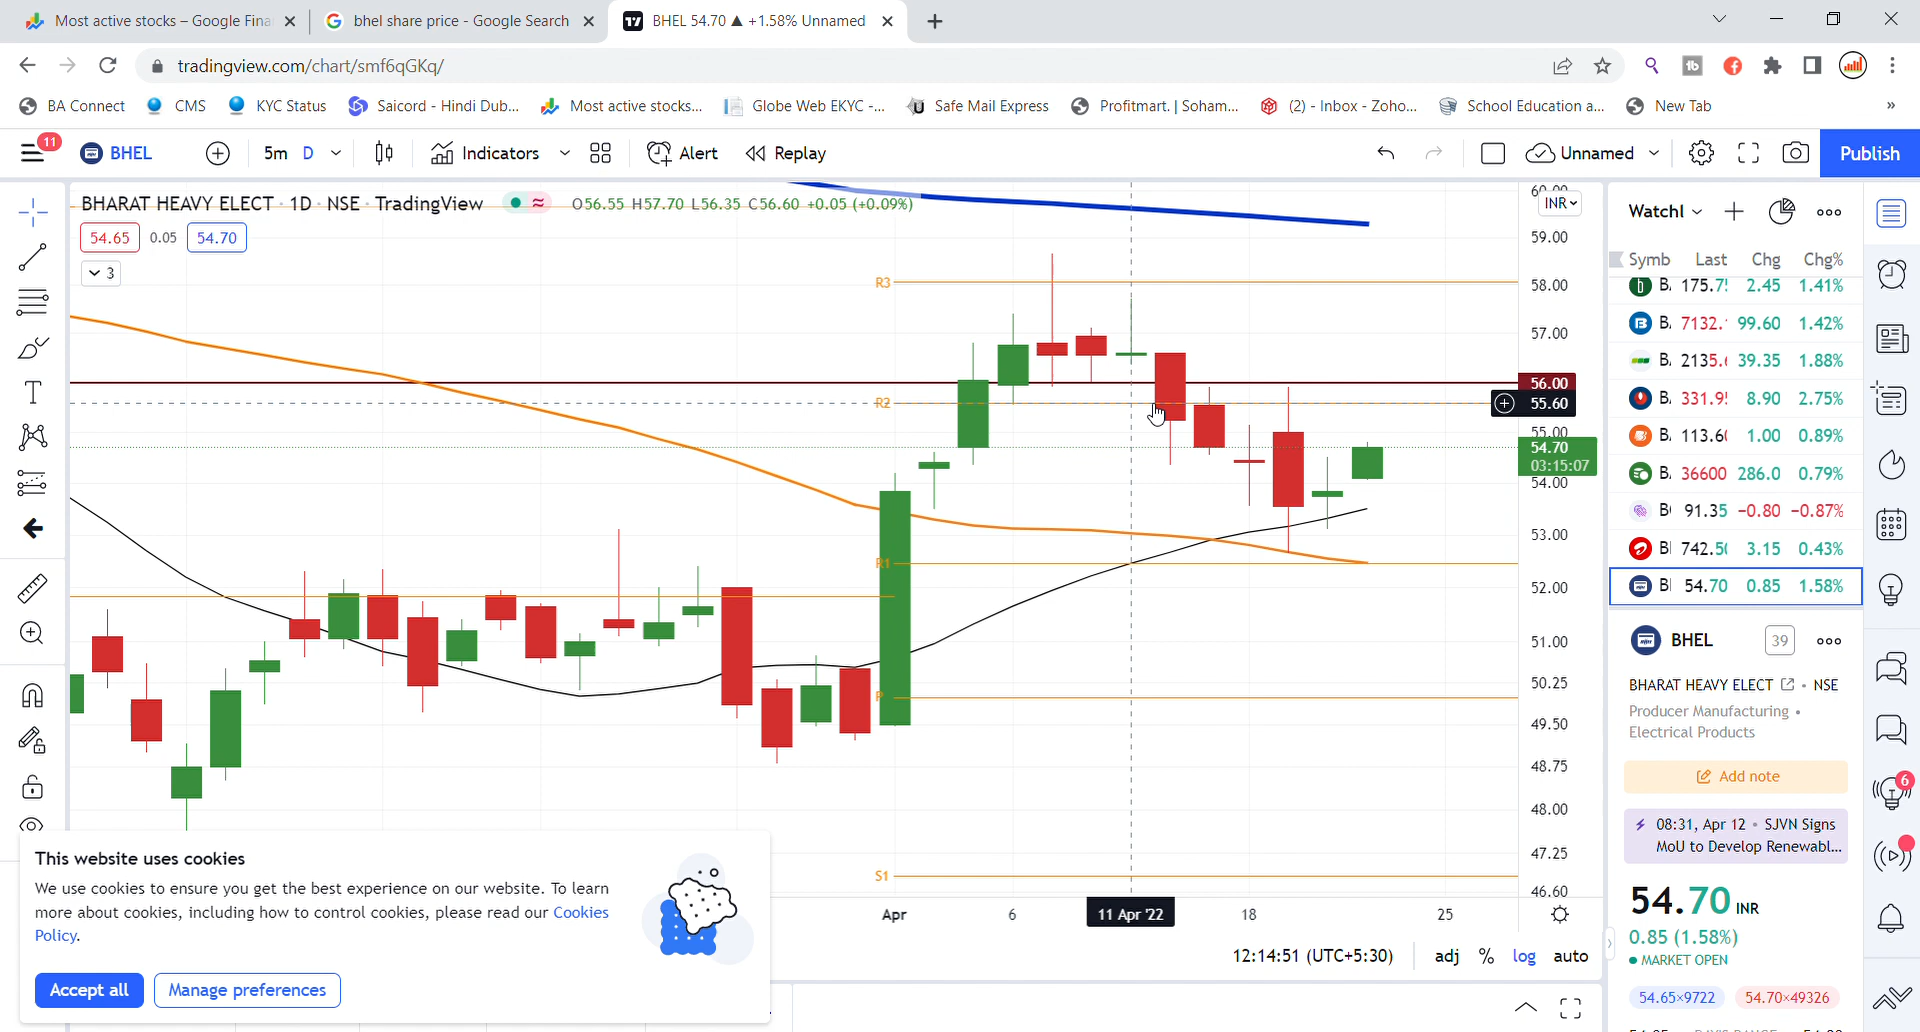 Most active stocks – Google Fina
bhel share price - Google Search
BHEL 54.70 ▲ +1.58% Unnamed
tradingview.com/chart/smf6qGKq/
BA Connect
CMS
KYC Status
Saicord - Hindi Dub...
Most active stocks...
Globe Web EKYC -...
Safe Mail Express
Profitmart. | Soham...
(2) - Inbox - Zoho...
School Education a...
New Tab
»
11
BHEL
5m
D
Indicators
Alert
Replay
Unnamed
Publish
BHARAT HEAVY ELECT · 1D · NSE · TradingView
O56.55 H57.70 L56.35 C56.60 +0.05 (+0.09%)
54.65
0.05
54.70
3
R3
R2
R1
P
S1
INR
59.00
58.00
57.00
56.00
55.60
55.00
54.70
03:15:07
54.00
53.00
52.00
51.00
50.25
49.50
48.75
48.00
47.25
46.60
Apr
6
11 Apr '22
18
25
12:14:51 (UTC+5:30)
adj
%
log
auto
Watchl
Symb Last Chg Chg%
2.45 1.41%
99.60 1.42%
39.35 1.88%
8.90 2.75%
1.00 0.89%
36600 286.0 0.79%
91.35 −0.80 −0.87%
3.15 0.43%
54.70 0.85 1.58%
BHEL
39
BHARAT HEAVY ELECT • NSE
Producer Manufacturing •
Electrical Products
Add note
08:31, Apr 12 • SJVN Signs
MoU to Develop Renewabl...
54.70 INR
0.85 (1.58%)
MARKET OPEN
54.65×9722
54.70×49326
6
This website uses cookies
We use cookies to ensure you get the best experience on our website. To learn
more about cookies, including how to control cookies, please read our Cookies
Policy.
Accept all
Manage preferences